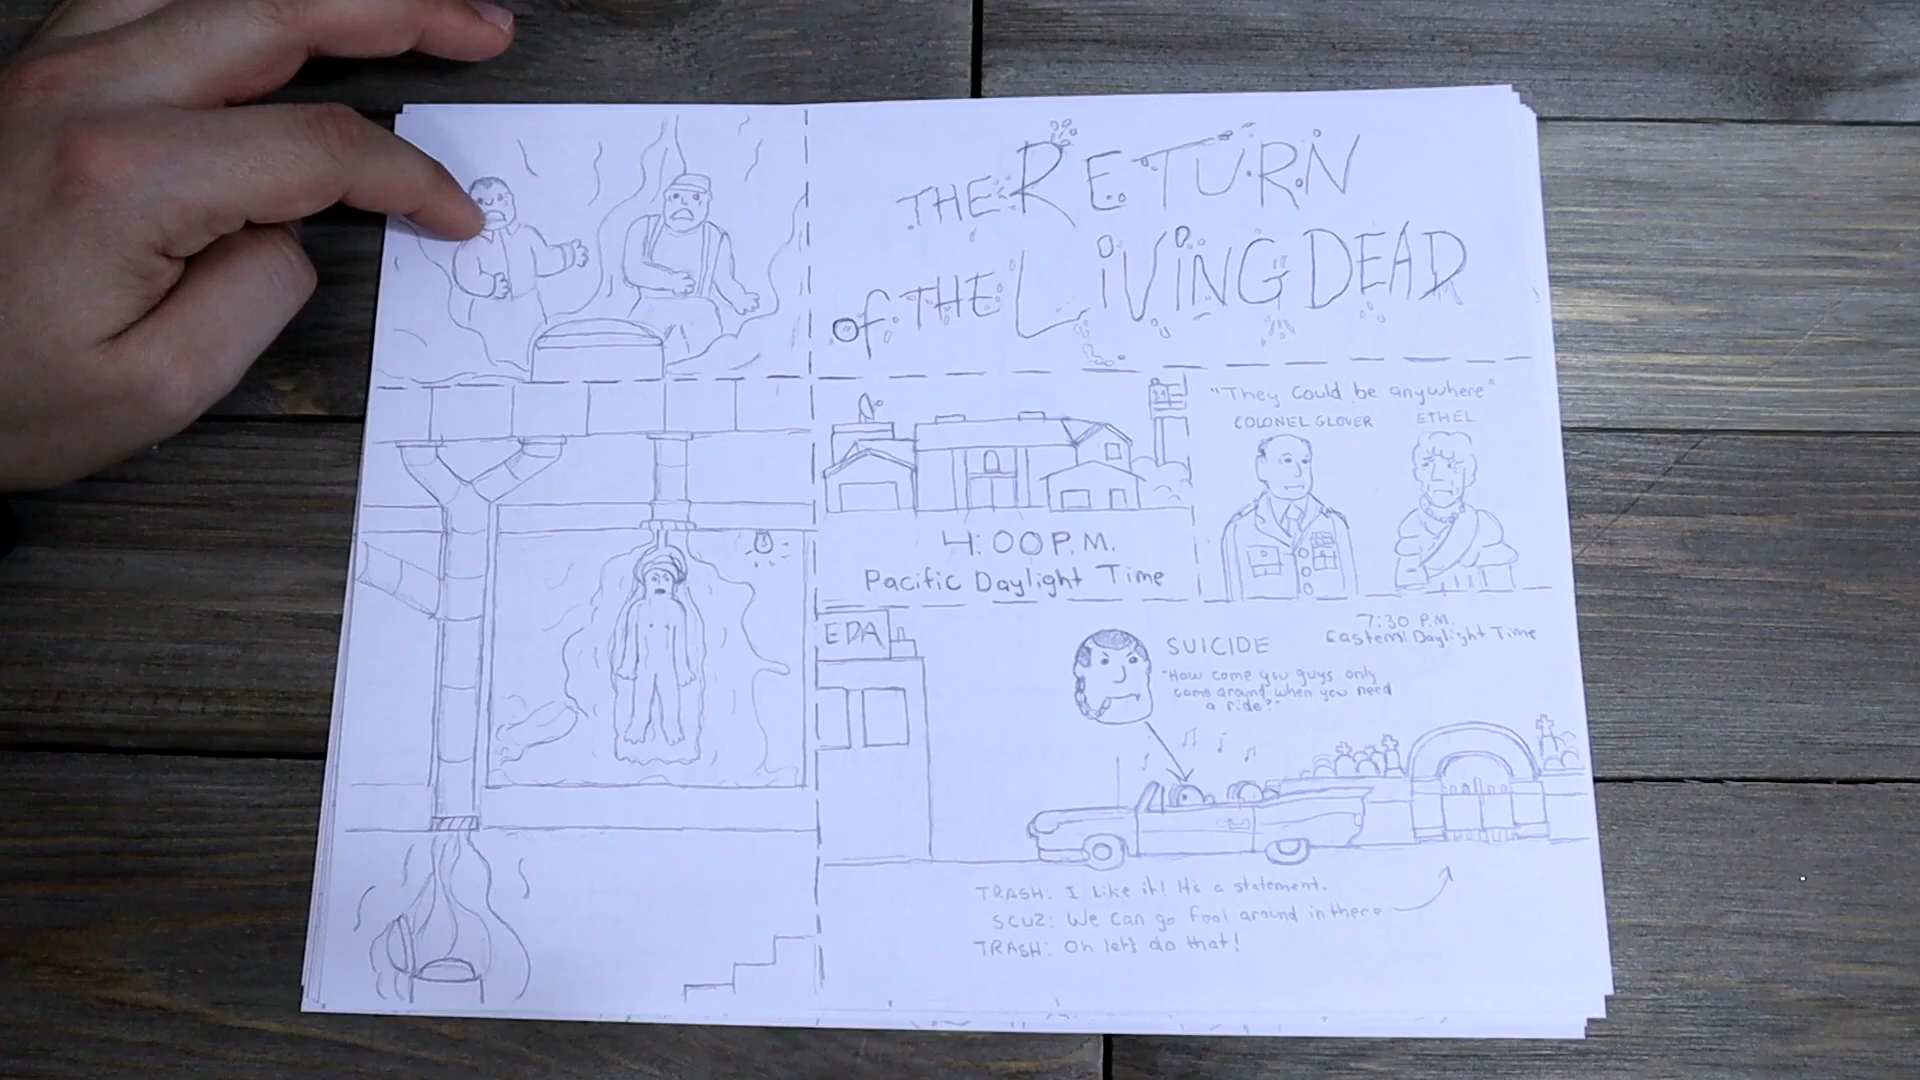 THE RETURN
of THE LiViNG DEAD
4:00 P.M.
Pacific Daylight Time
"They could be anywhere"
COLONEL GLOVER
ETHEL
7:30 P.M.
Eastern Daylight Time
EDA
SUICIDE
"How come you guys only
come around when you need
a ride?"
TRASH: I Like it! It's a statement.
SCUZ: We can go fool around in there
TRASH: Oh let's do that!